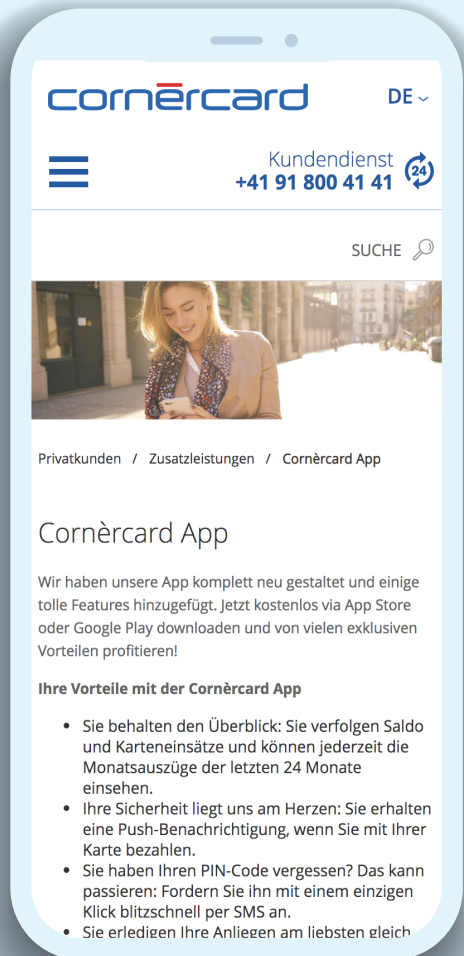 cornèrcard
DE
Kundendienst
+41 91 800 41 41
24
SUCHE
Privatkunden / Zusatzleistungen / Cornèrcard App
Cornèrcard App
Wir haben unsere App komplett neu gestaltet und einige
tolle Features hinzugefügt. Jetzt kostenlos via App Store
oder Google Play downloaden und von vielen exklusiven
Vorteilen profitieren!
Ihre Vorteile mit der Cornèrcard App
• Sie behalten den Überblick: Sie verfolgen Saldo
und Karteneinsätze und können jederzeit die
Monatsauszüge der letzten 24 Monate
einsehen.
• Ihre Sicherheit liegt uns am Herzen: Sie erhalten
eine Push-Benachrichtigung, wenn Sie mit Ihrer
Karte bezahlen.
• Sie haben Ihren PIN-Code vergessen? Das kann
passieren: Fordern Sie ihn mit einem einzigen
Klick blitzschnell per SMS an.
• Sie erledigen Ihre Anliegen am liebsten gleich